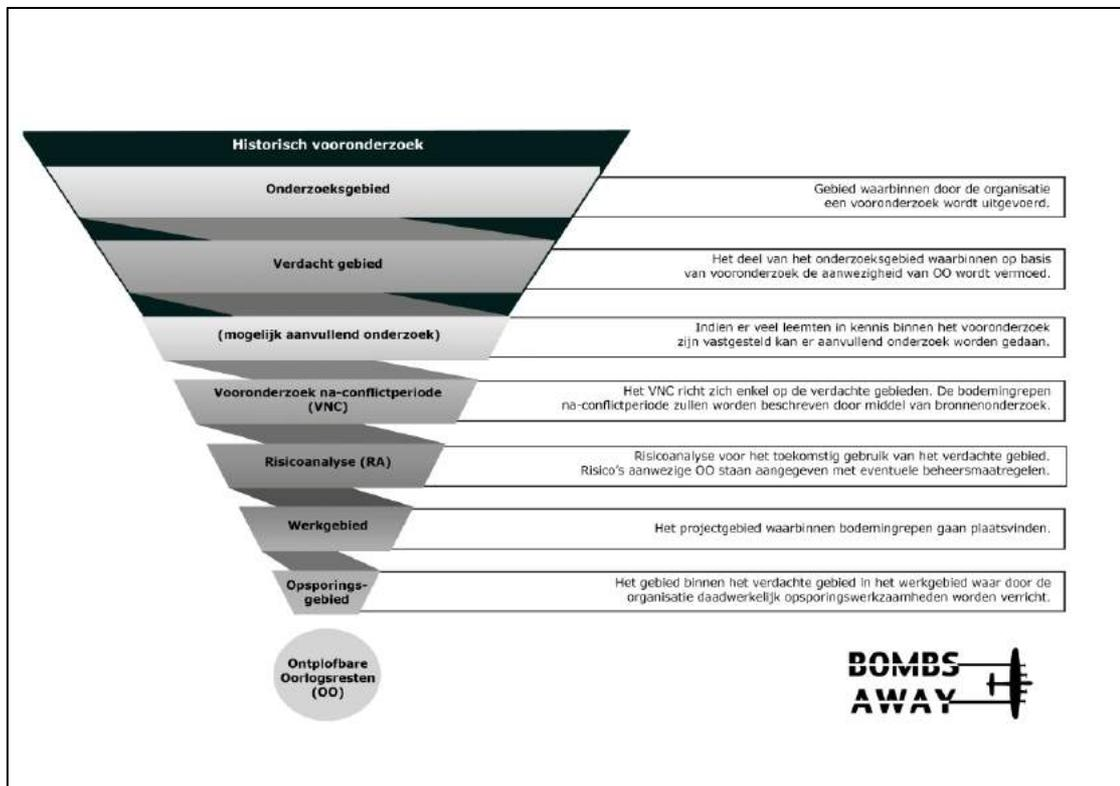 Historisch vooronderzoek
Onderzoeksgebied
Gebied waarbinnen door de organisatie
een vooronderzoek wordt uitgevoerd.
Verdacht gebied
Het deel van het onderzoeksgebied waarbinnen op basis
van vooronderzoek de aanwezigheid van OO wordt vermoed.
(mogelijk aanvullend onderzoek)
Indien er veel leemten in kennis binnen het vooronderzoek
zijn vastgesteld kan er aanvullend onderzoek worden gedaan.
Vooronderzoek na-conflictperiode
(VNC)
Het VNC richt zich enkel op de verdachte gebieden. De bodemingrepen
na-conflictperiode zullen worden beschreven door middel van bronnenonderzoek.
Risicoanalyse (RA)
Risicoanalyse voor het toekomstig gebruik van het verdachte gebied.
Risico's aanwezige OO staan aangegeven met eventuele beheersmaatregelen.
Werkgebied
Het projectgebied waarbinnen bodemingrepen gaan plaatsvinden.
Opsporings-
gebied
Het gebied binnen het verdachte gebied in het werkgebied waar door de
organisatie daadwerkelijk opsporingswerkzaamheden worden verricht.
Ontplofbare
Oorlogsresten
(OO)
BOMBS
AWAY